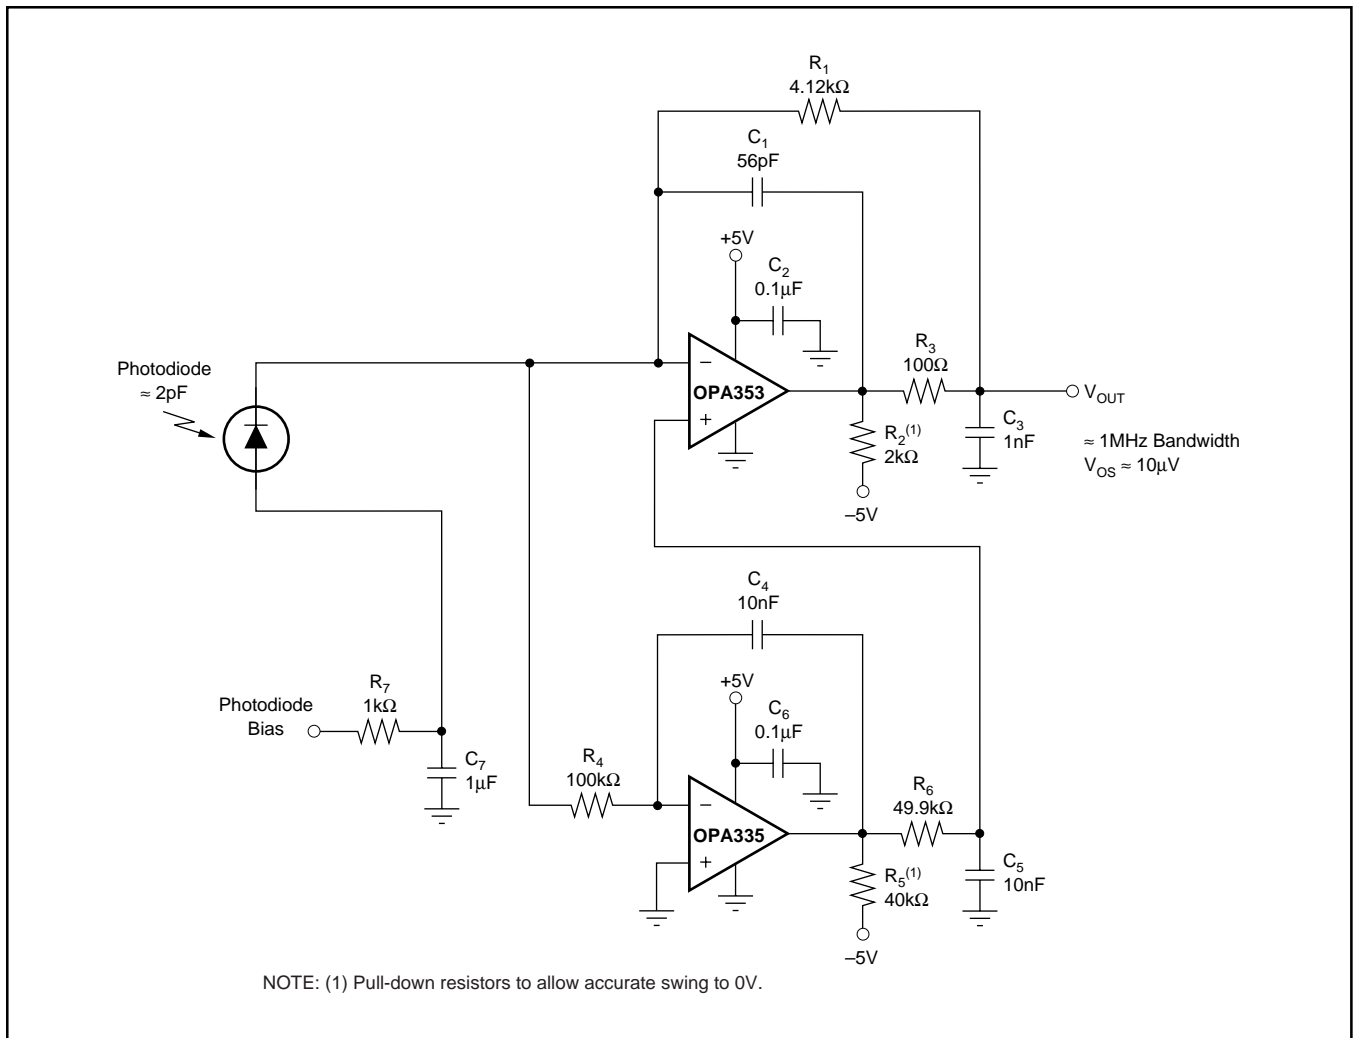 R1
4.12kΩ
C1
56pF
+5V
C2
0.1µF
Photodiode
≈ 2pF
−
OPA353
+
R3
100Ω
VOUT
R2(1)
2kΩ
C3
1nF
≈ 1MHz Bandwidth
VOS ≈ 10µV
–5V
C4
10nF
+5V
C6
0.1µF
R7
1kΩ
Photodiode
Bias
C7
1µF
R4
100kΩ
−
OPA335
+
R6
49.9kΩ
R5(1)
40kΩ
C5
10nF
–5V
NOTE: (1) Pull-down resistors to allow accurate swing to 0V.